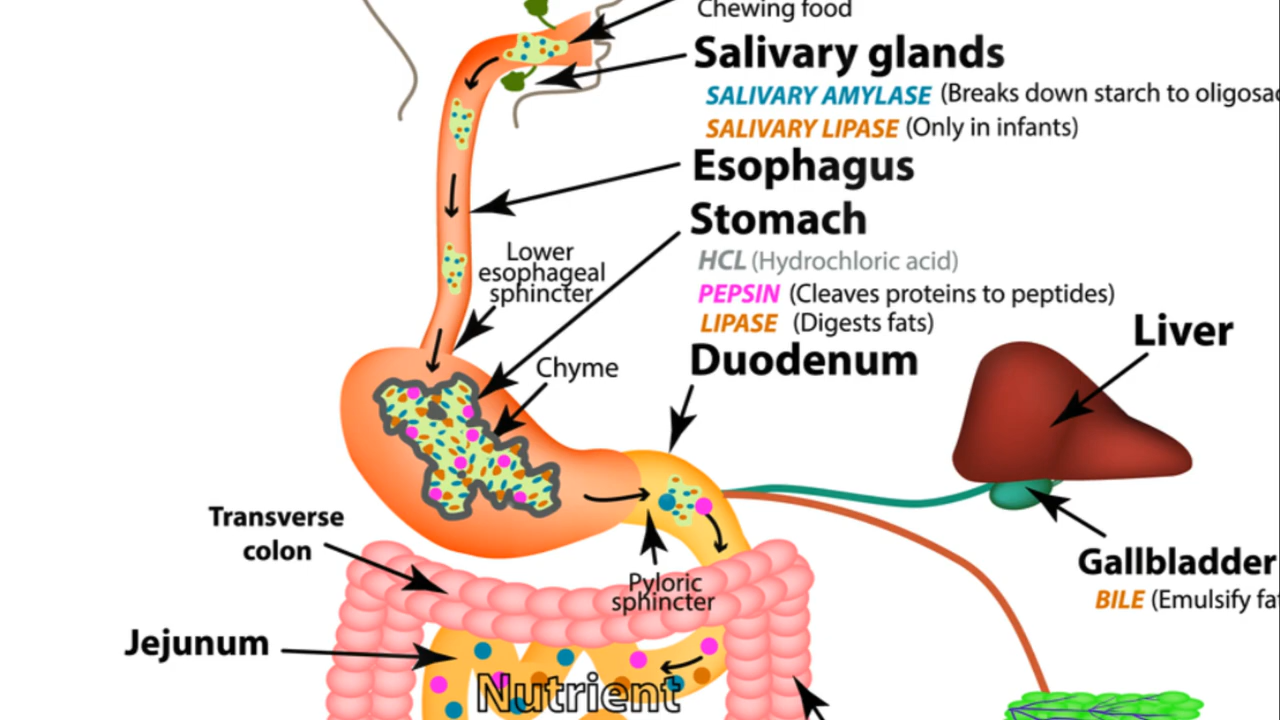 Chewing food
Salivary glands
SALIVARY AMYLASE (Breaks down starch to oligosac
SALIVARY LIPASE (Only in infants)
Esophagus
Stomach
HCL (Hydrochloric acid)
PEPSIN (Cleaves proteins to peptides)
LIPASE (Digests fats)
Lower
esophageal
sphincter
Chyme
Duodenum
Liver
Transverse
colon
Pyloric
sphincter
Gallbladder
BILE (Emulsify fa
Jejunum
Nutrient